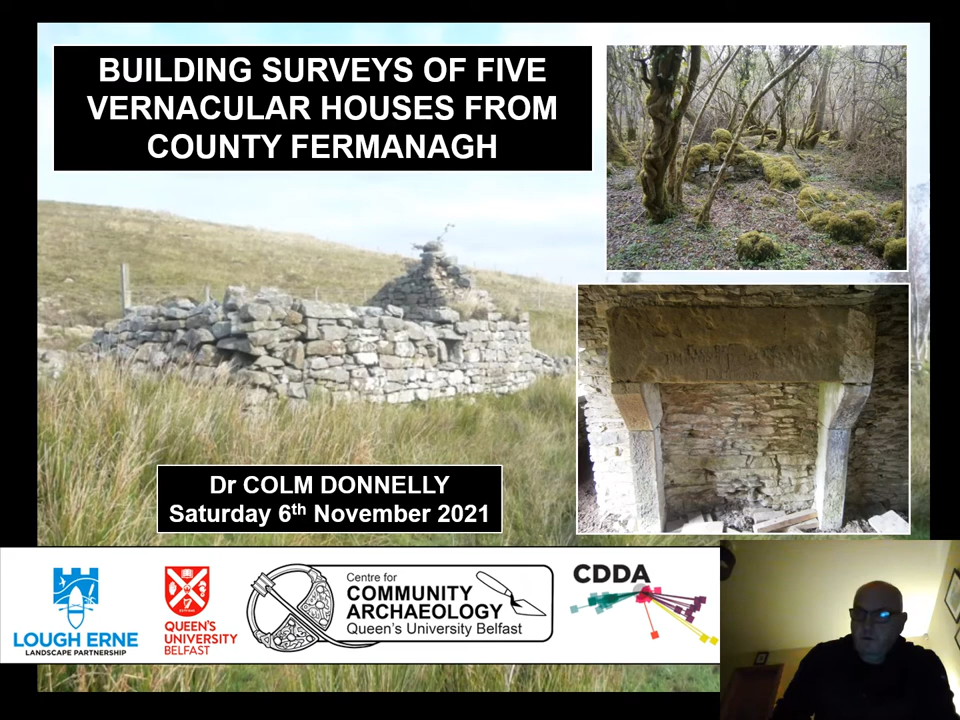 BUILDING SURVEYS OF FIVE
VERNACULAR HOUSES FROM
COUNTY FERMANAGH
Dr COLM DONNELLY
Saturday 6th November 2021
LOUGH ERNE
LANDSCAPE PARTNERSHIP
QUEEN'S
UNIVERSITY
BELFAST
Centre for
COMMUNITY
ARCHAEOLOGY
Queen's University Belfast
CDDA